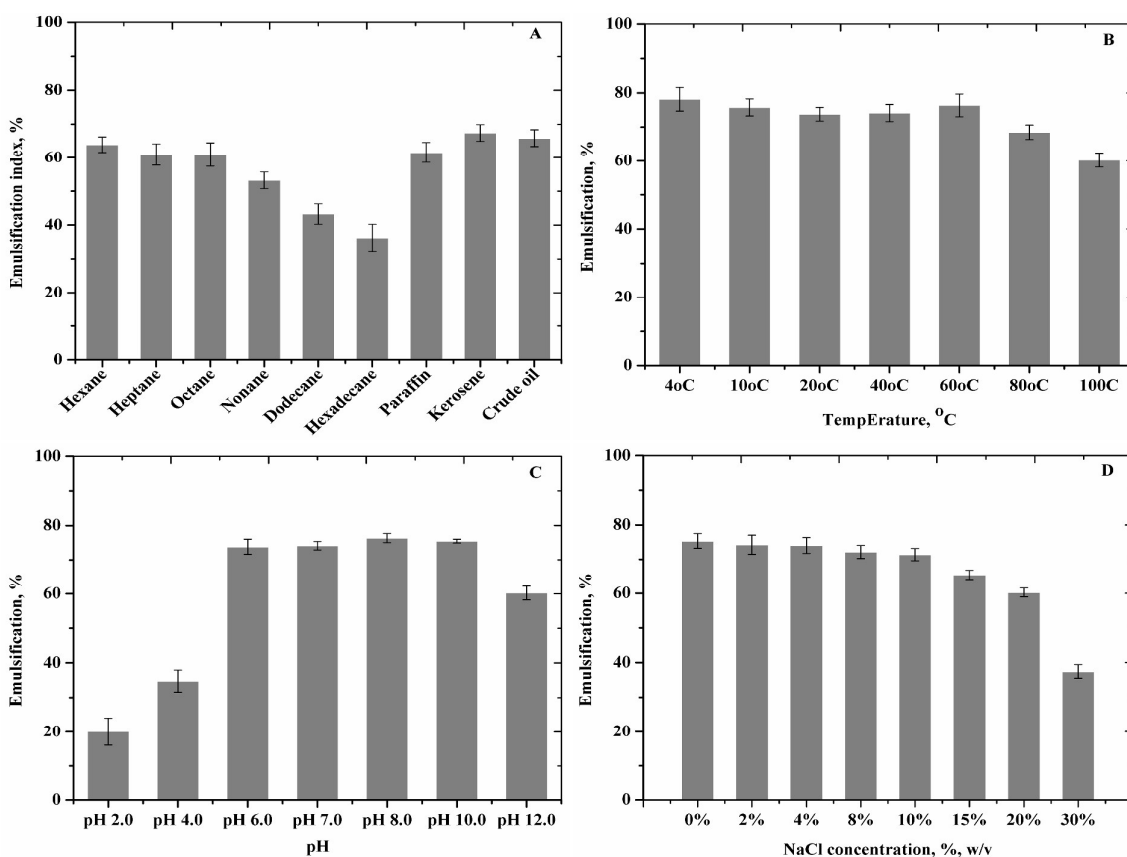 A
Emulsification index, %
100
80
60
40
20
0
Hexane
Heptane
Octane
Nonane
Dodecane
Hexadecane
Paraffin
Kerosene
Crude oil
B
Emulsification, %
100
80
60
40
20
0
4oC 10oC 20oC 40oC 60oC 80oC 100C
TempErature, °C
C
Emulsification, %
100
80
60
40
20
0
pH 2.0 pH 4.0 pH 6.0 pH 7.0 pH 8.0 pH 10.0 pH 12.0
pH
D
Emulsification, %
100
80
60
40
20
0
0% 2% 4% 8% 10% 15% 20% 30%
NaCl concentration, %, w/v